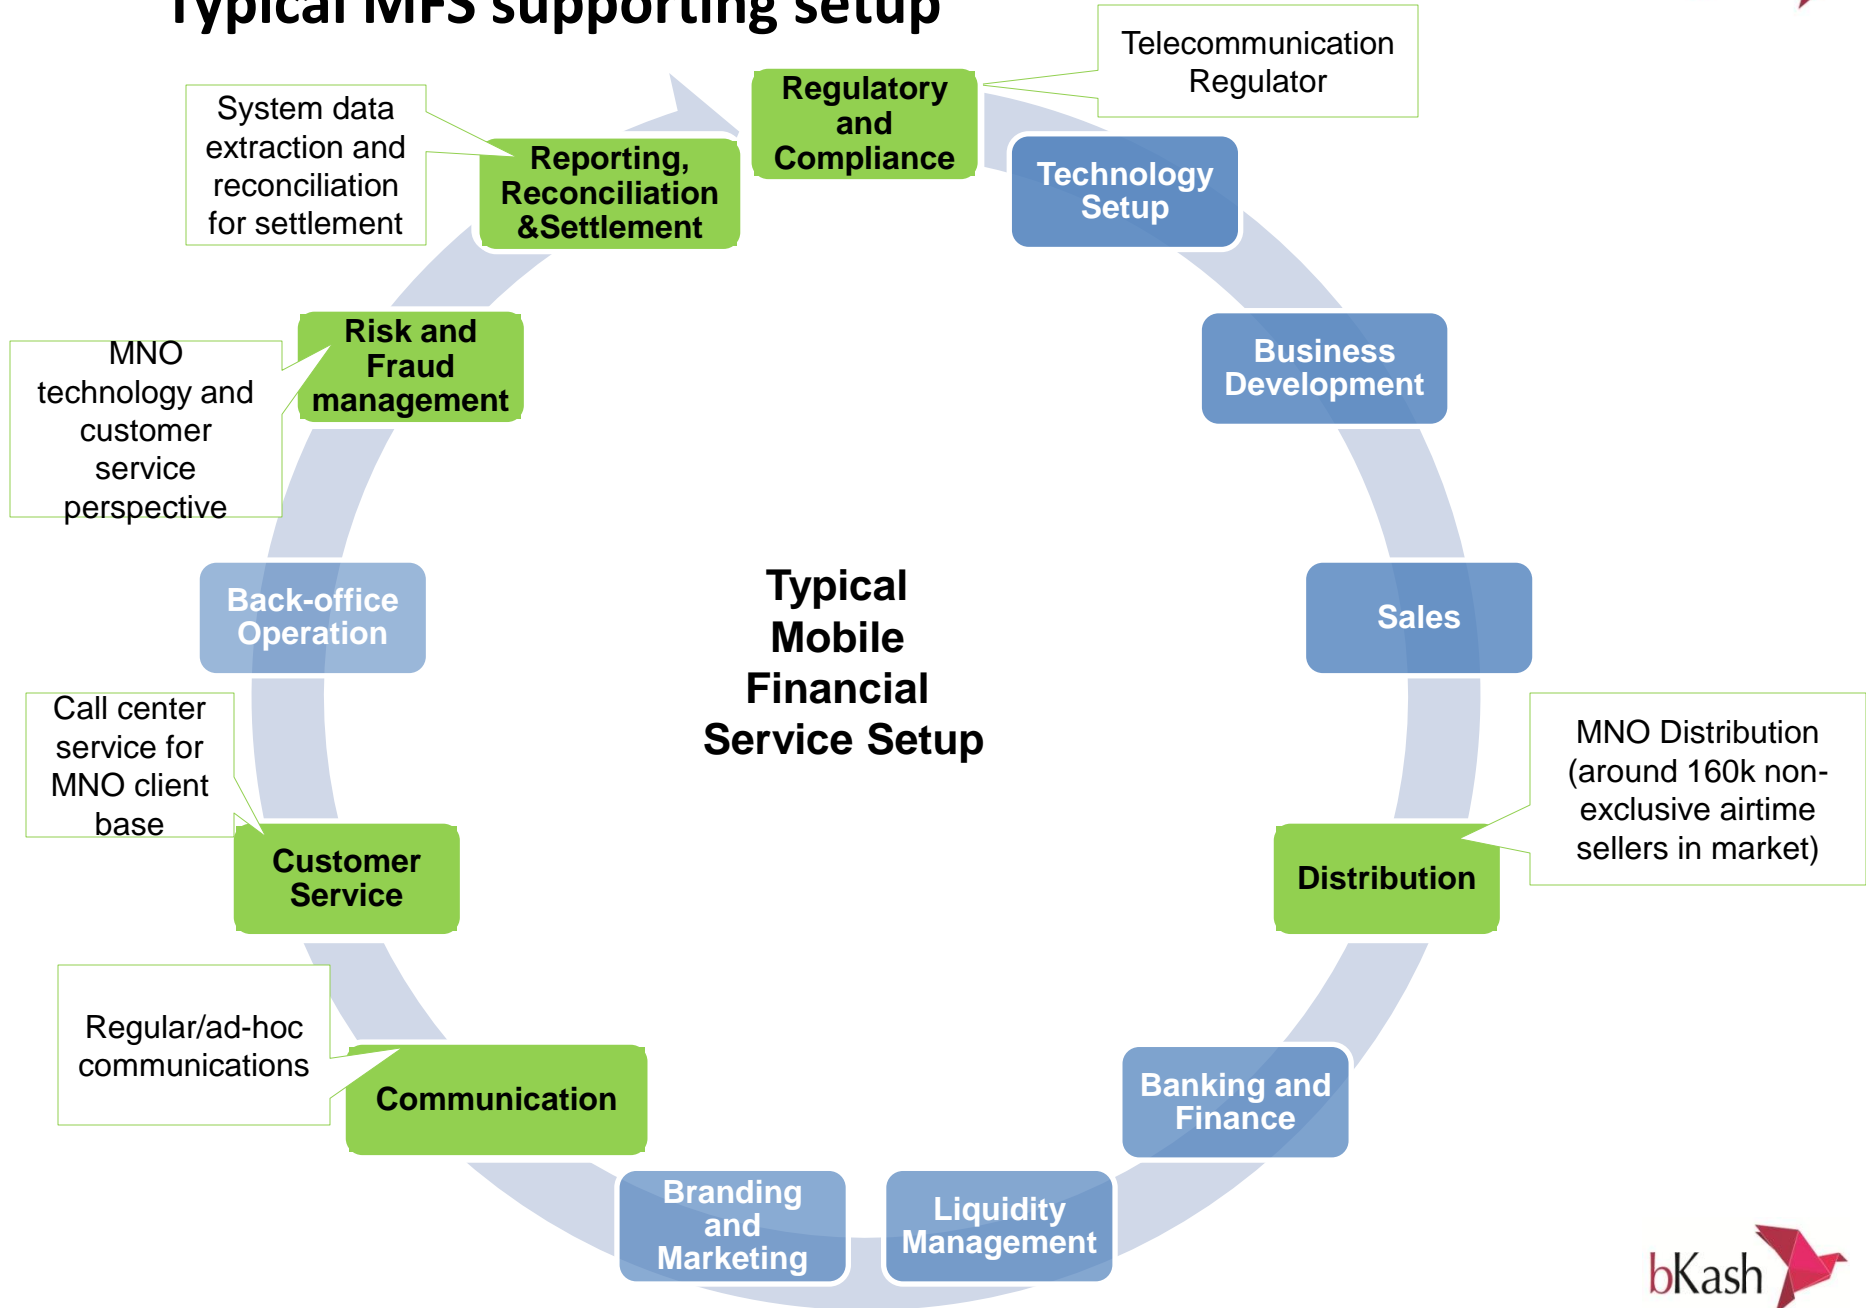 Typical MFS supporting setup
Telecommunication
Regulator
Regulatory
and
Compliance
System data
extraction and
reconciliation
for settlement
Reporting,
Reconciliation
&Settlement
Technology
Setup
Risk and
Fraud
management
MNO
technology and
customer
service
perspective
Business
Development
Back-office
Operation
Typical
Mobile
Financial
Service Setup
Sales
Call center
service for
MNO client
base
MNO Distribution
(around 160k non-
exclusive airtime
sellers in market)
Customer
Service
Distribution
Regular/ad-hoc
communications
Communication
Banking and
Finance
Branding
and
Marketing
Liquidity
Management
bKash